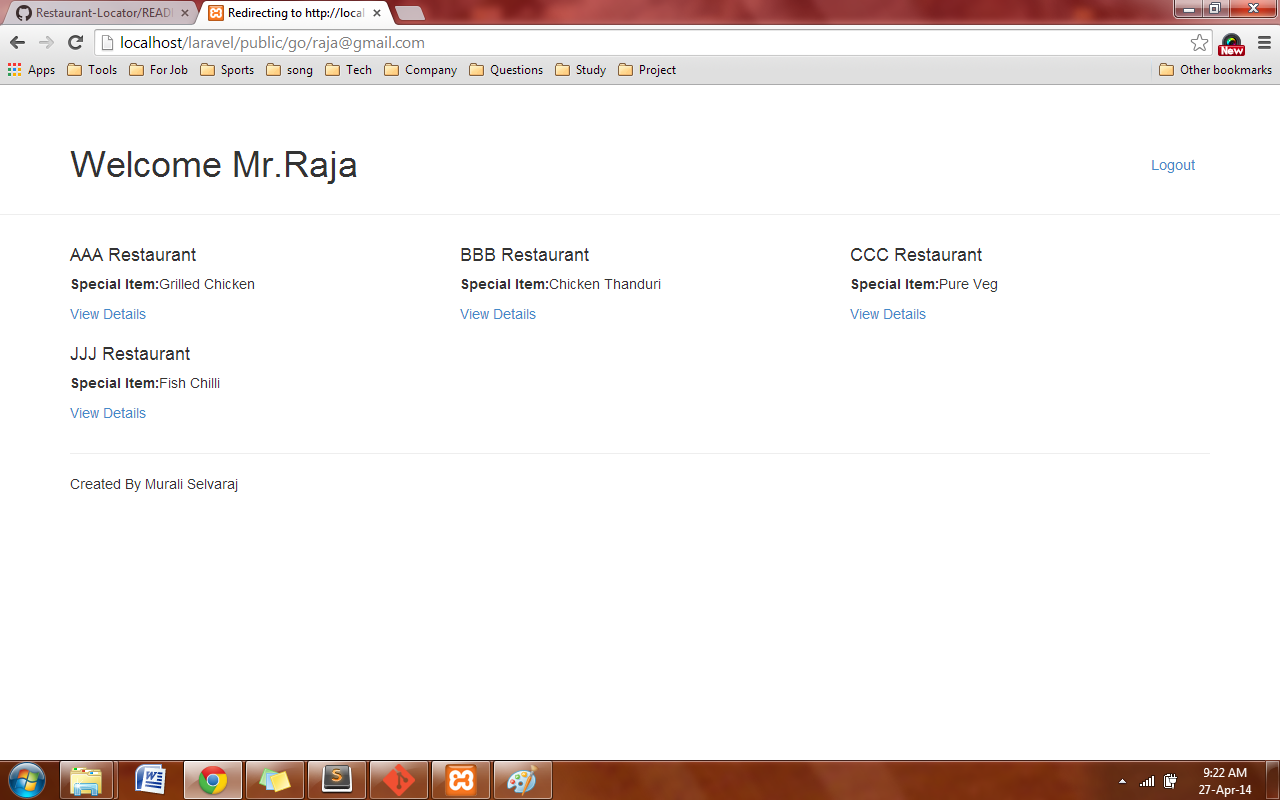 Restaurant-Locator/READ
Redirecting to http://local
localhost/laravel/public/go/raja@gmail.com
New
Apps Tools For Job Sports song Tech Company Questions Study Project Other bookmarks
Welcome Mr.Raja
Logout
AAA Restaurant
Special Item:Grilled Chicken
View Details
BBB Restaurant
Special Item:Chicken Thanduri
View Details
CCC Restaurant
Special Item:Pure Veg
View Details
JJJ Restaurant
Special Item:Fish Chilli
View Details
Created By Murali Selvaraj
9:22 AM
27-Apr-14